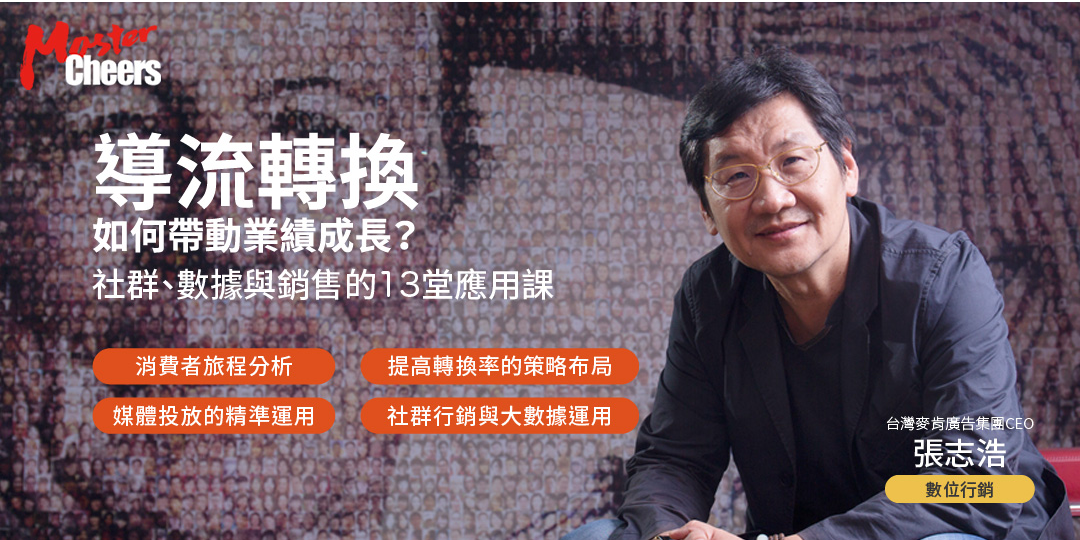 Master
Cheers
導流轉換
如何帶動業績成長？
社群、數據與銷售的13堂應用課
消費者旅程分析
提高轉換率的策略布局
媒體投放的精準運用
社群行銷與大數據運用
台灣麥肯廣告集團CEO
張志浩
數位行銷